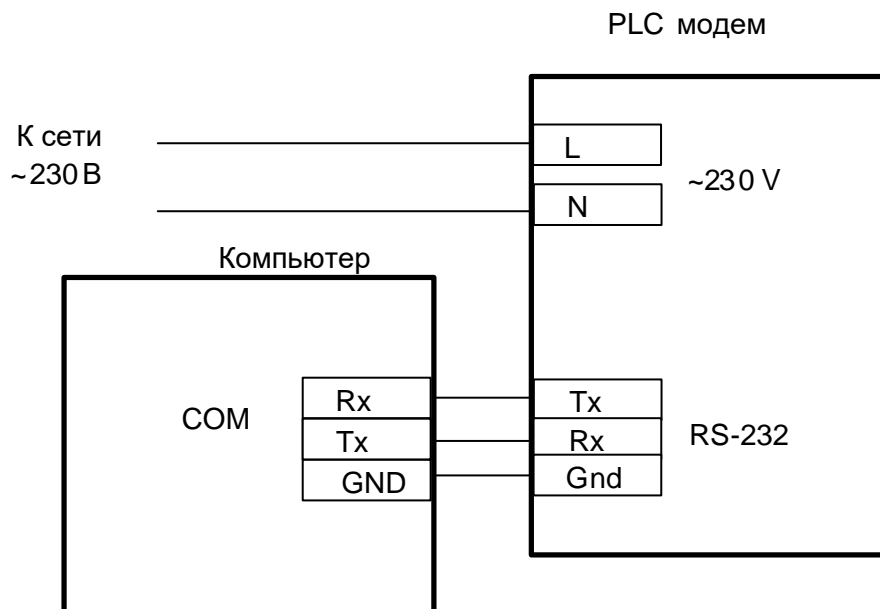 PLC модем
К сети
~230 В
L
N
~230 V
Компьютер
COM
Rx
Tx
GND
Tx
Rx
Gnd
RS-232